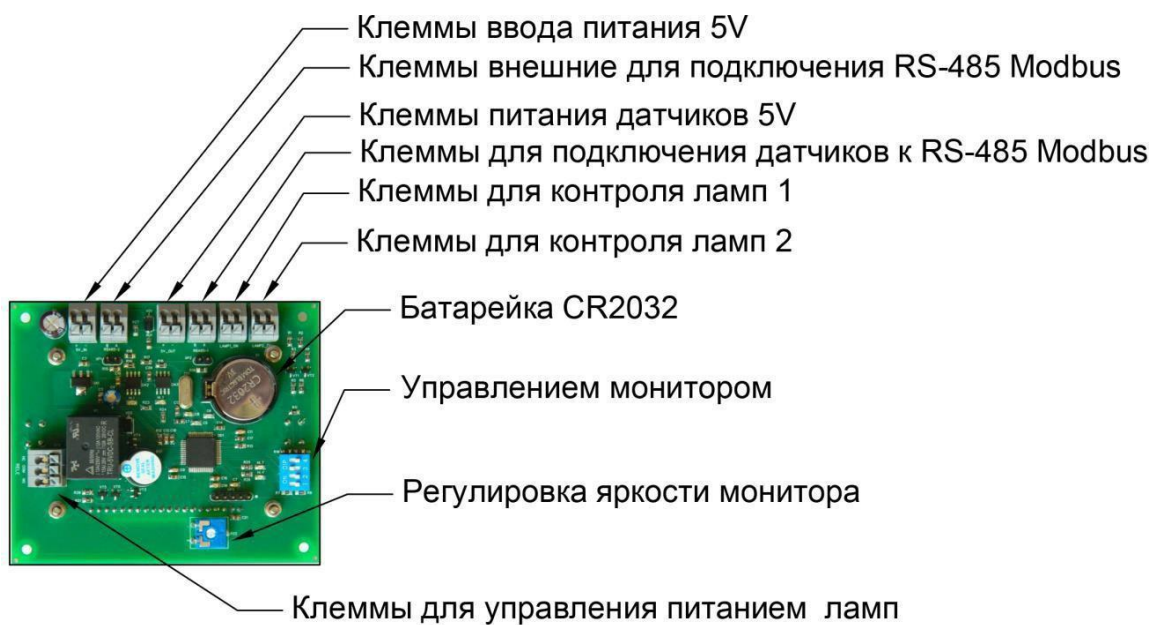 Клеммы ввода питания 5V
Клеммы внешние для подключения RS-485 Modbus
Клеммы питания датчиков 5V
Клеммы для подключения датчиков к RS-485 Modbus
Клеммы для контроля ламп 1
Клеммы для контроля ламп 2
Батарейка CR2032
Управлением монитором
Регулировка яркости монитора
Клеммы для управления питанием ламп
CR2032